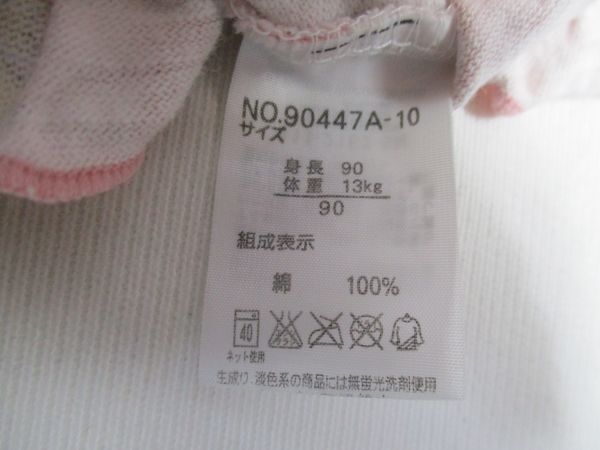 NO.90447A-10
サイズ
身長 90
体重 13kg
90
組成表示
綿 100%
40
ネット使用
生成り、淡色系の商品には無蛍光洗剤使用